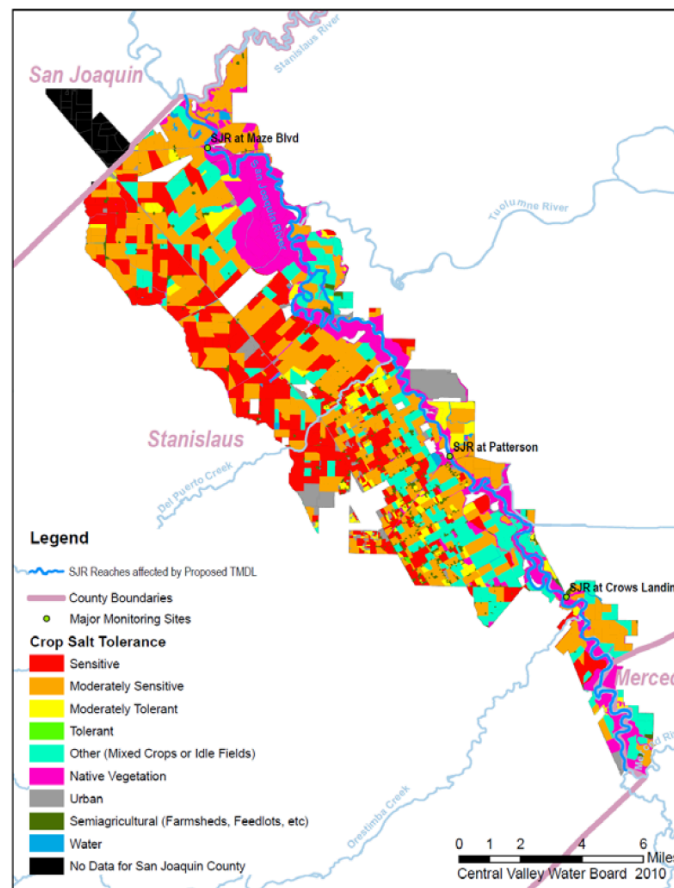 San Joaquin
Stanislaus River
SJR at Maze Blvd
San Joaquin River
Tuolumne River
Stanislaus
Del Puerto Creek
SJR at Patterson
SJR at Crows Landin
Merced
Orestimba Creek
Legend
SJR Reaches affected by Proposed TMDL
County Boundaries
Major Monitoring Sites
Crop Salt Tolerance
Sensitive
Moderately Sensitive
Moderately Tolerant
Tolerant
Other (Mixed Crops or Idle Fields)
Native Vegetation
Urban
Semiagricultural (Farmsheds, Feedlots, etc)
Water
No Data for San Joaquin County
0 1 2 4 6
Miles
Central Valley Water Board 2010